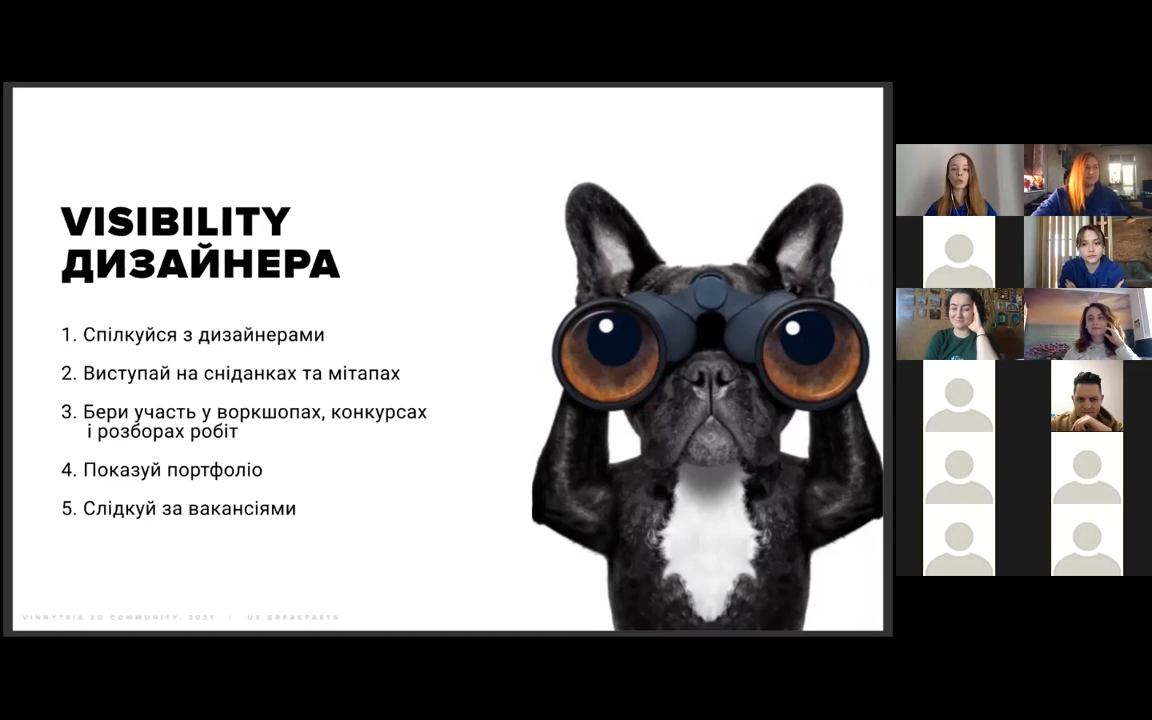 VISIBILITY
ДИЗАЙНЕРА
1. Спілкуйся з дизайнерами
2. Виступай на сніданках та мітапах
3. Бери участь у воркшопах, конкурсах
і розборах робіт
4. Показуй портфоліо
5. Слідкуй за вакансіями
VINNYTSIA XD COMMUNITY. 2021 | UX BREAKFASTS